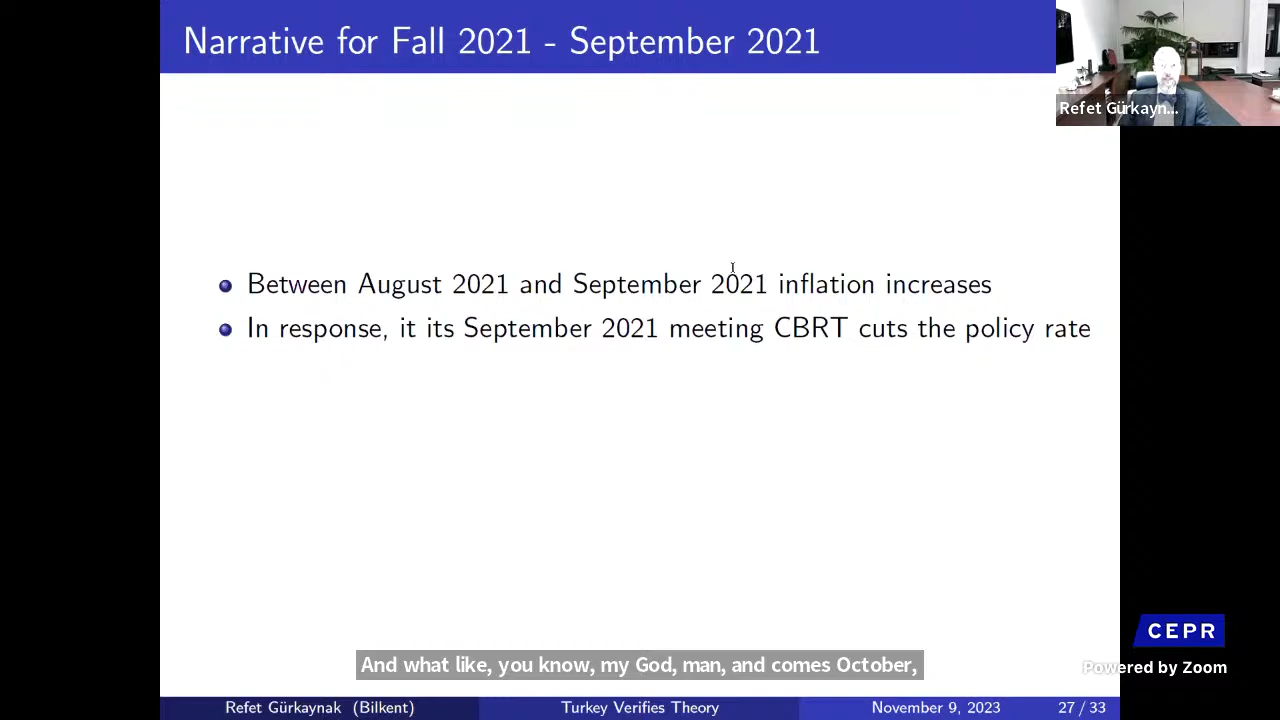 Narrative for Fall 2021 - September 2021
Refet Gürkayn...
Between August 2021 and September 2021 inflation increases
In response, it its September 2021 meeting CBRT cuts the policy rate
CEPR
Powered by Zoom
And what like, you know, my God, man, and comes October,
Refet Gürkaynak (Bilkent)
Turkey Verifies Theory
November 9, 2023
27 / 33